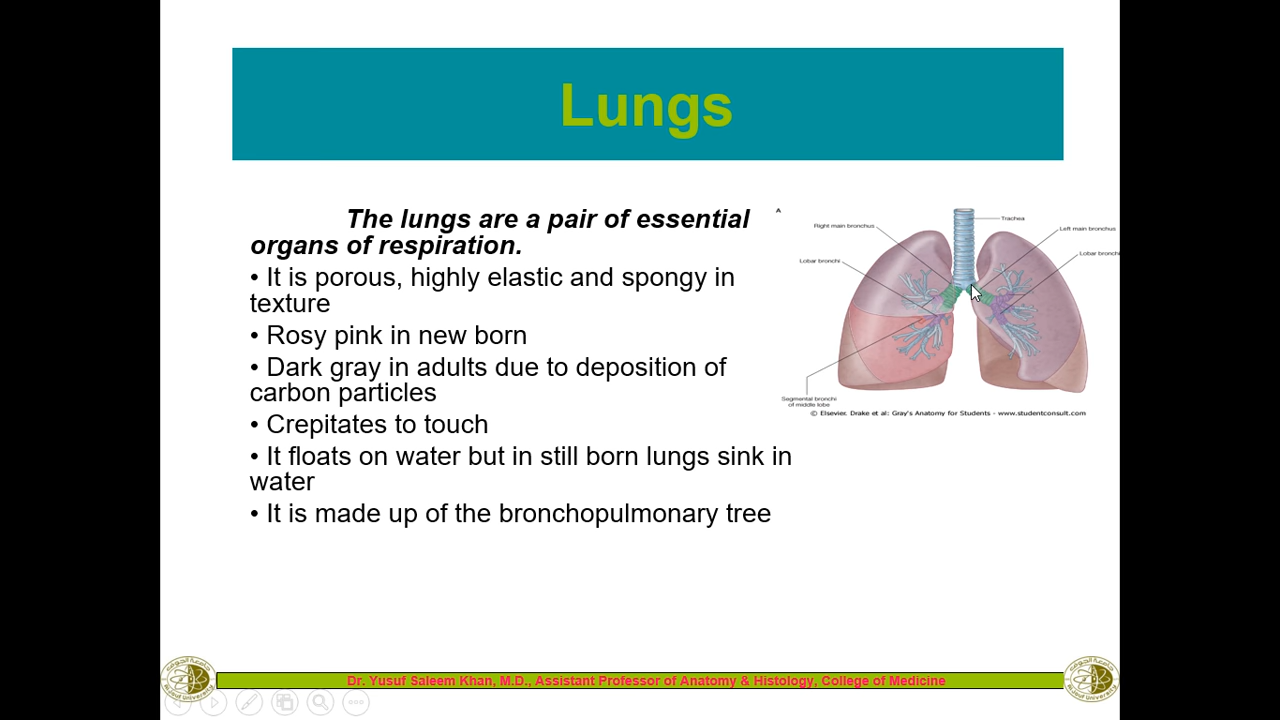 Lungs
The lungs are a pair of essential
organs of respiration.
• It is porous, highly elastic and spongy in
texture
• Rosy pink in new born
• Dark gray in adults due to deposition of
carbon particles
• Crepitates to touch
• It floats on water but in still born lungs sink in
water
• It is made up of the bronchopulmonary tree
A
Trachea
Right main bronchus
Left main bronchus
Lobar bronchi
Lobar bronchi
Segmental bronchi
of middle lobe
© Elsevier. Drake et al: Gray's Anatomy for Students - www.studentconsult.com
Dr. Yusuf Saleem Khan, M.D., Assistant Professor of Anatomy & Histology, College of Medicine